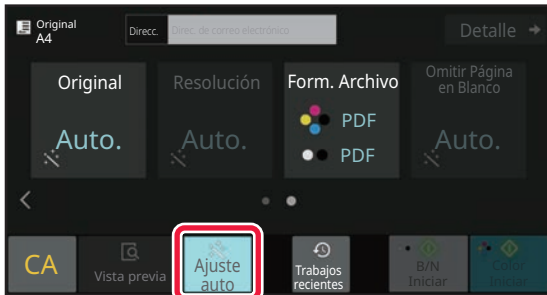 Original
A4
Direcc.
Direc. de correo electrónico
Detalle
Original
Auto.
Resolución
Auto.
Form. Archivo
PDF
PDF
Omitir Página
en Blanco
Auto.
CA
Vista previa
Ajuste
auto
Trabajos
recientes
B/N
Iniciar
Color
Iniciar